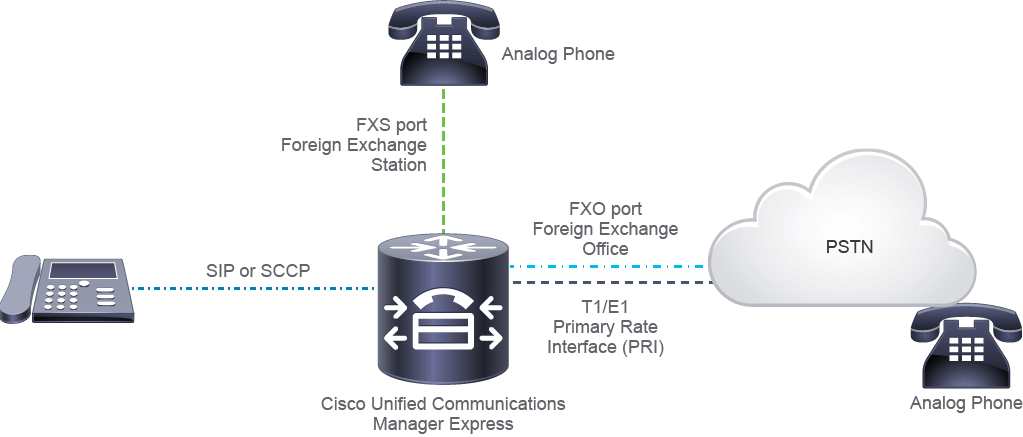 Analog Phone
FXS port
Foreign Exchange
Station
FXO port
Foreign Exchange
Office
PSTN
SIP or SCCP
T1/E1
Primary Rate
Interface (PRI)
Cisco Unified Communications
Manager Express
Analog Phone